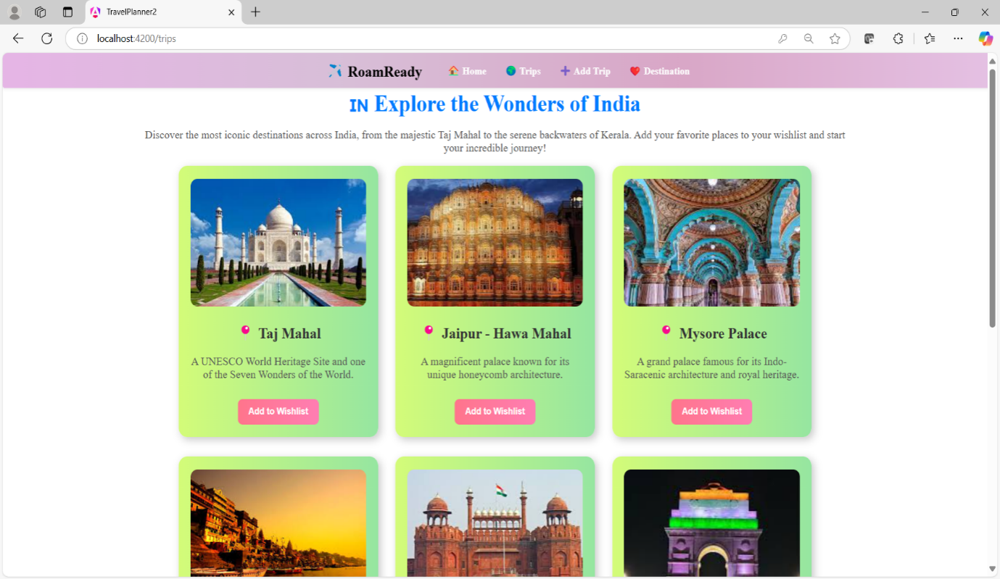 TravelPlanner2
localhost:4200/trips
RoamReady Home Trips Add Trip Destination
IN Explore the Wonders of India
Discover the most iconic destinations across India, from the majestic Taj Mahal to the serene backwaters of Kerala. Add your favorite places to your wishlist and start
your incredible journey!
Taj Mahal
A UNESCO World Heritage Site and one
of the Seven Wonders of the World.
Add to Wishlist
Jaipur - Hawa Mahal
A magnificent palace known for its
unique honeycomb architecture.
Add to Wishlist
Mysore Palace
A grand palace famous for its Indo-
Saracenic architecture and royal heritage.
Add to Wishlist